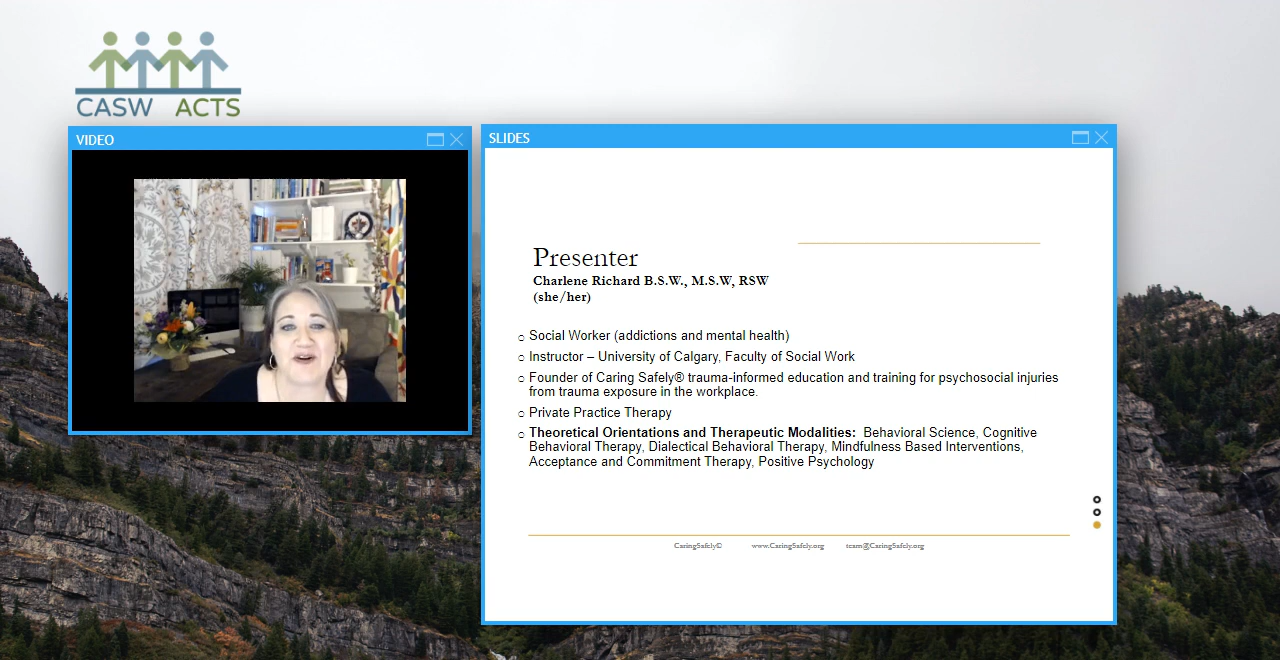 CASW ACTS
VIDEO
SLIDES
Presenter
Charlene Richard B.S.W., M.S.W, RSW
(she/her)
○ Social Worker (addictions and mental health)
○ Instructor – University of Calgary, Faculty of Social Work
○ Founder of Caring Safely® trauma-informed education and training for psychosocial injuries
from trauma exposure in the workplace.
○ Private Practice Therapy
○ Theoretical Orientations and Therapeutic Modalities: Behavioral Science, Cognitive
Behavioral Therapy, Dialectical Behavioral Therapy, Mindfulness Based Interventions,
Acceptance and Commitment Therapy, Positive Psychology
CaringSafely© www.CaringSafely.org team@CaringSafely.org